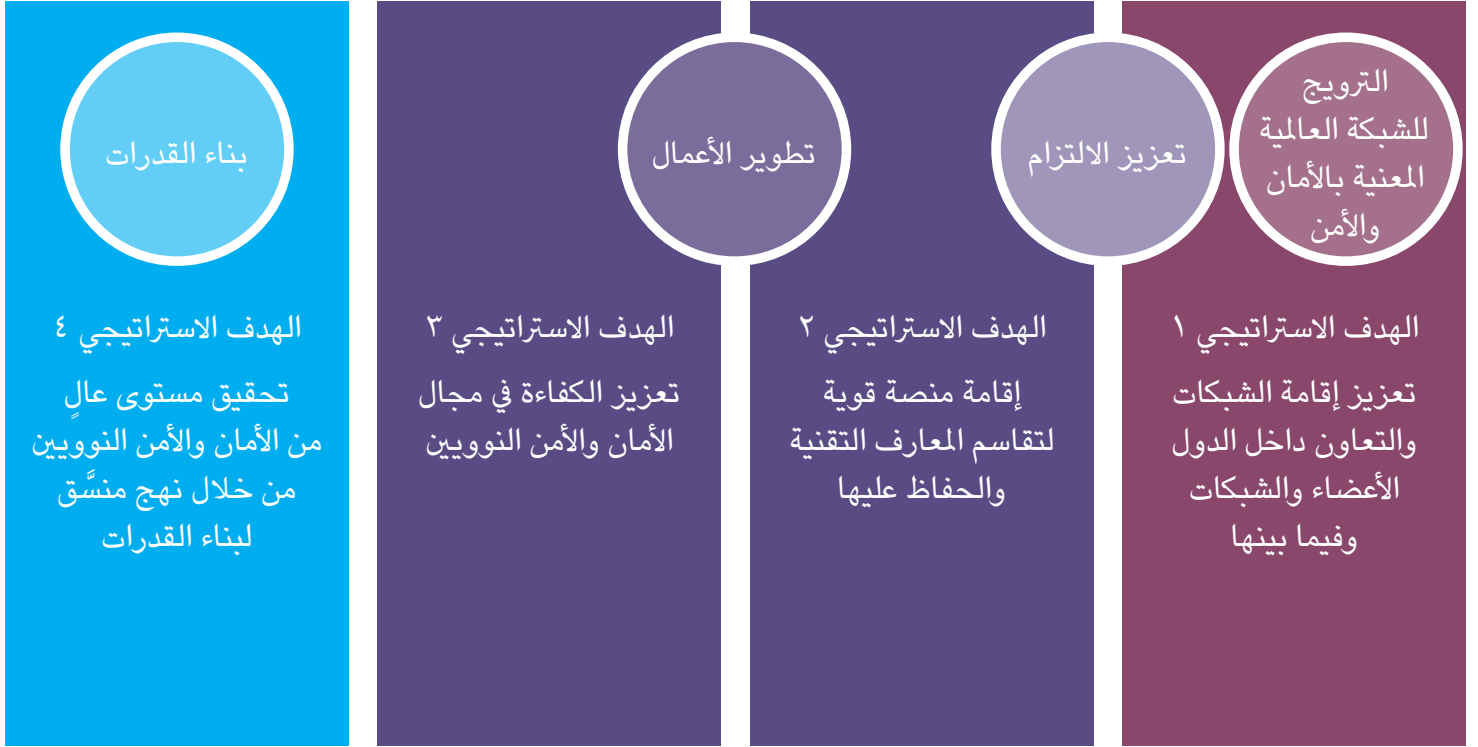 الترويج
للشبكة العالمية
المعنية بالأمان
والأمن
تعزيز الالتزام
تطوير الأعمال
بناء القدرات
الهدف الاستراتيجي ١
تعزيز إقامة الشبكات
والتعاون داخل الدول
الأعضاء والشبكات
وفيما بينها
الهدف الاستراتيجي ٢
إقامة منصة قوية
لتقاسم المعارف التقنية
والحفاظ عليها
الهدف الاستراتيجي ٣
تعزيز الكفاءة في مجال
الأمان والأمن النوويين
الهدف الاستراتيجي ٤
تحقيق مستوى عالٍ
من الأمان والأمن النوويين
من خلال نهج منسَّق
لبناء القدرات